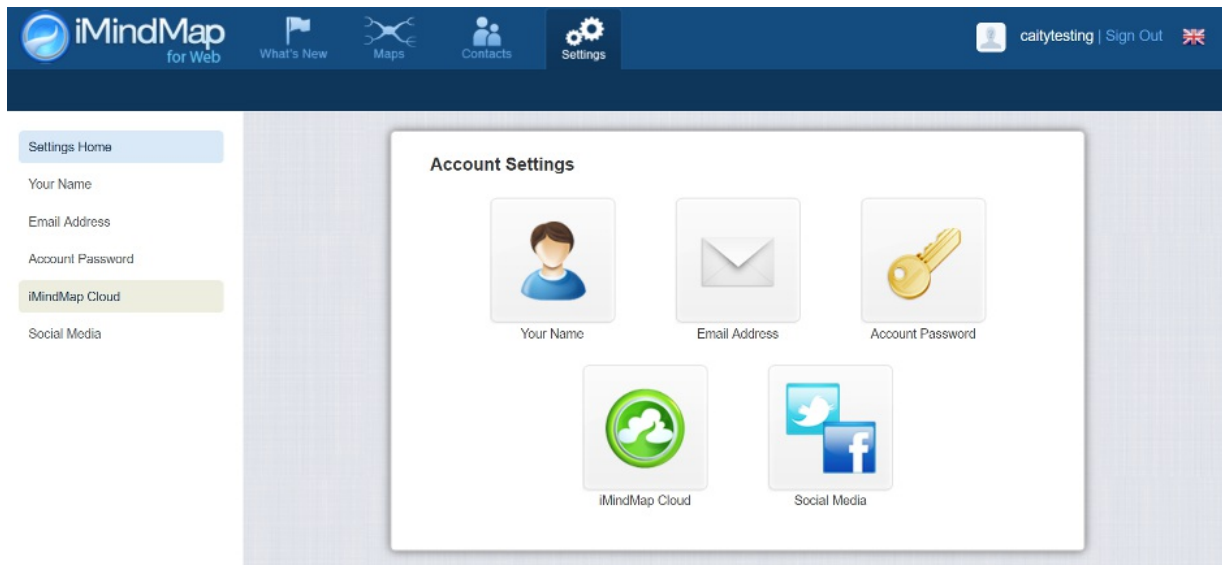 iMindMap
for Web
What's New
Maps
Contacts
Settings
caitytesting | Sign Out
Settings Home
Your Name
Email Address
Account Password
iMindMap Cloud
Social Media
Account Settings
Your Name
Email Address
Account Password
iMindMap Cloud
Social Media